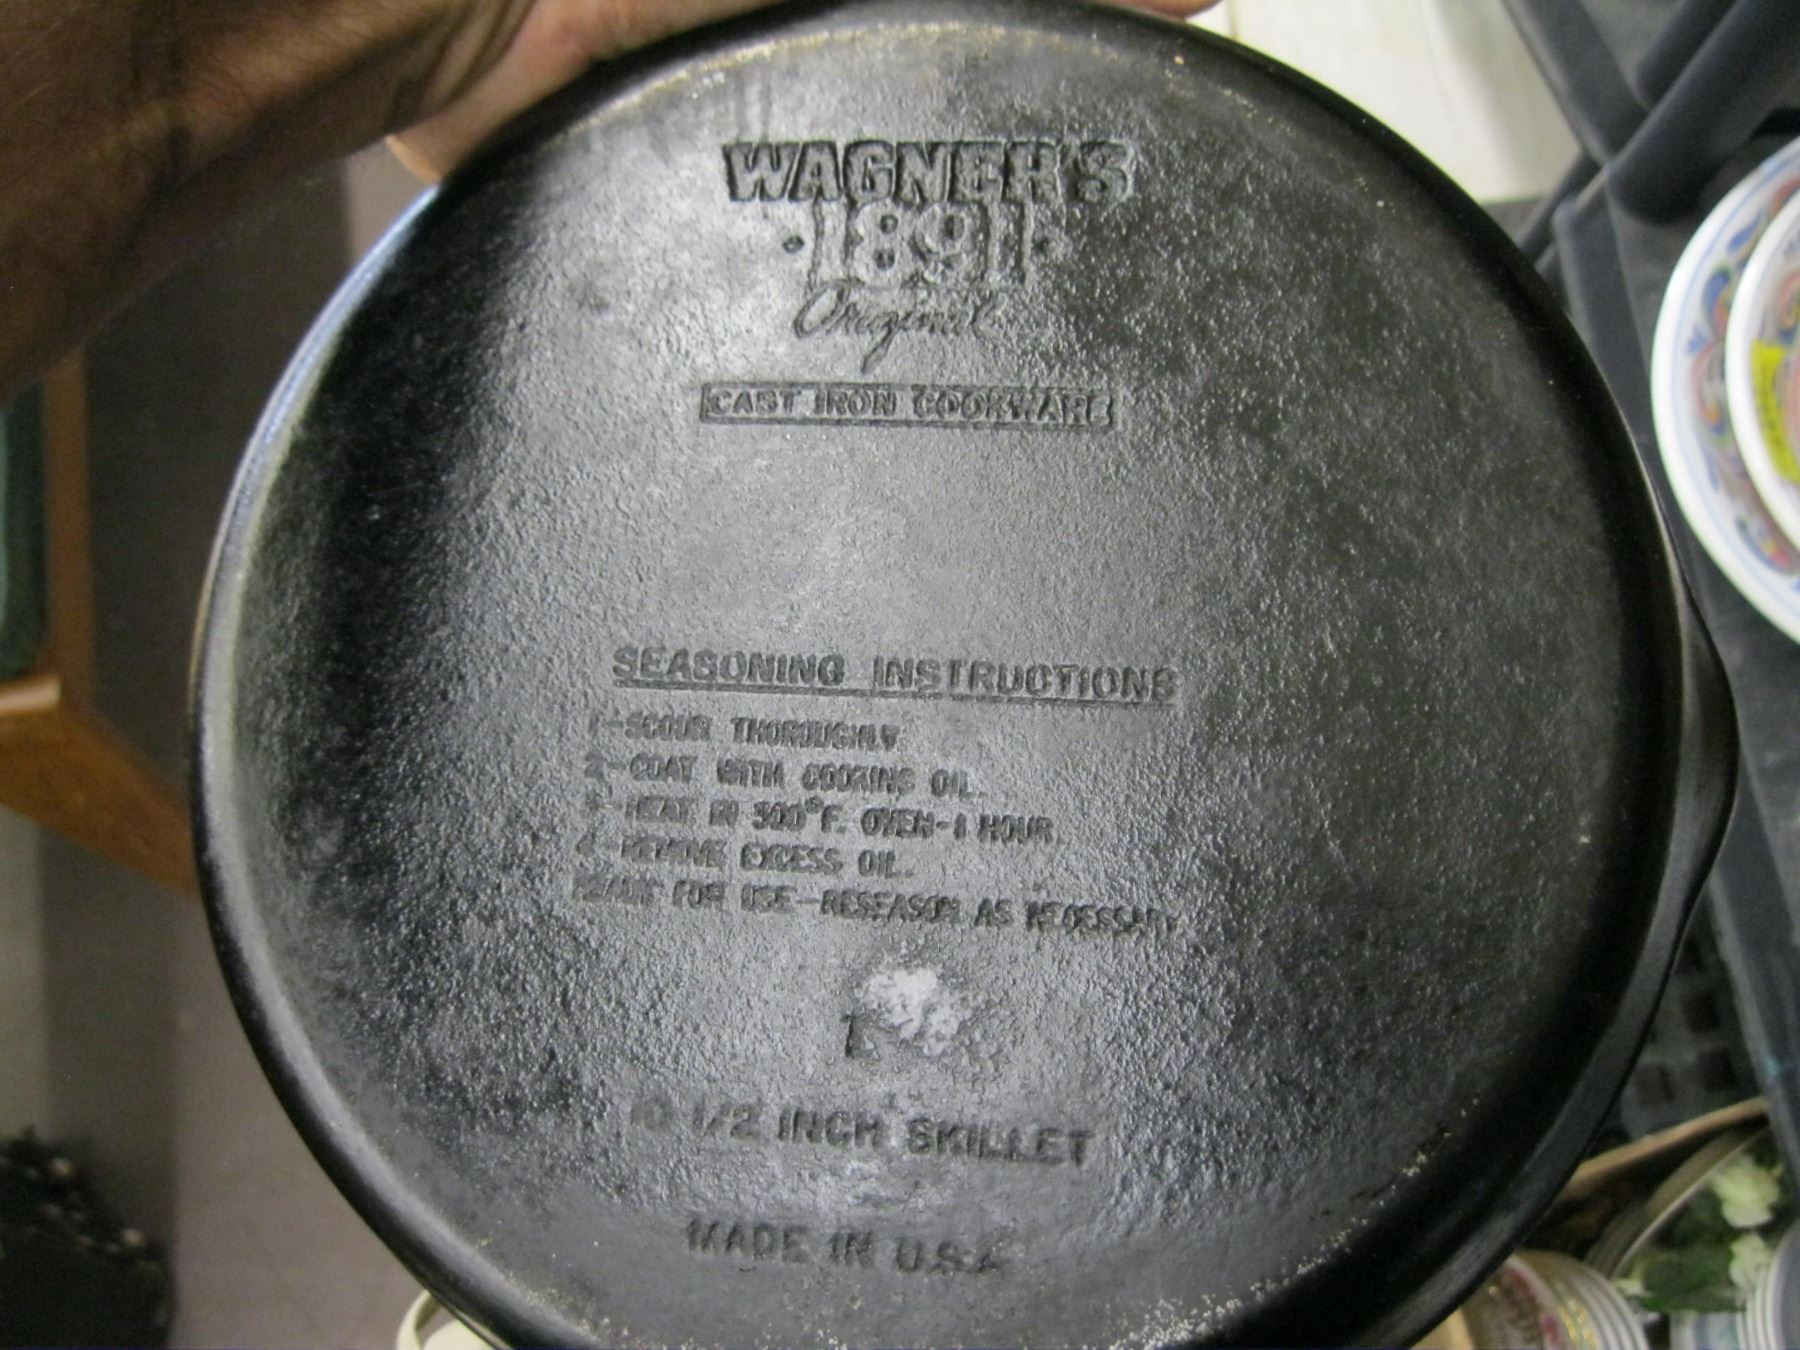 WAGNER'S
·1891·
Original
CAST IRON COOKWARE
SEASONING INSTRUCTIONS
1-SCOUR THOROUGHLY.
2-COAT WITH COOKING OIL.
3-HEAT IN 300°F. OVEN-1 HOUR.
4-REMOVE EXCESS OIL.
READY FOR USE-RESEASON AS NECESSARY
10 1/2 INCH SKILLET
MADE IN U.S.A